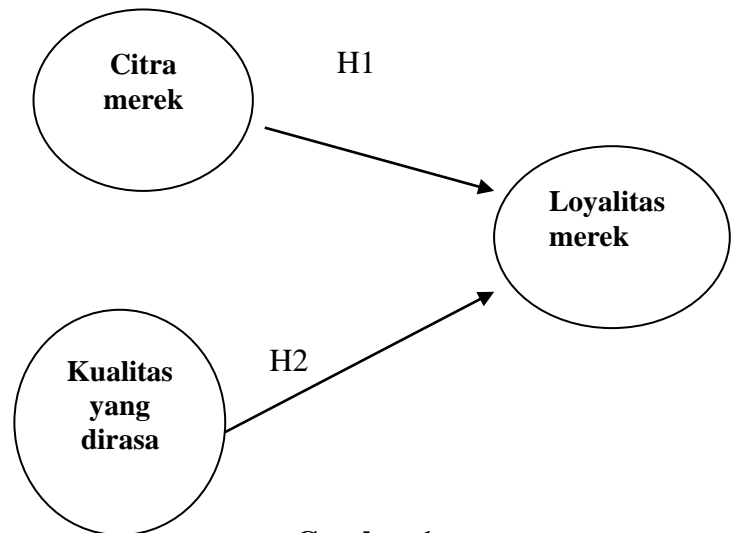 Citra
merek
H1
Loyalitas
merek
H2
Kualitas
yang
dirasa